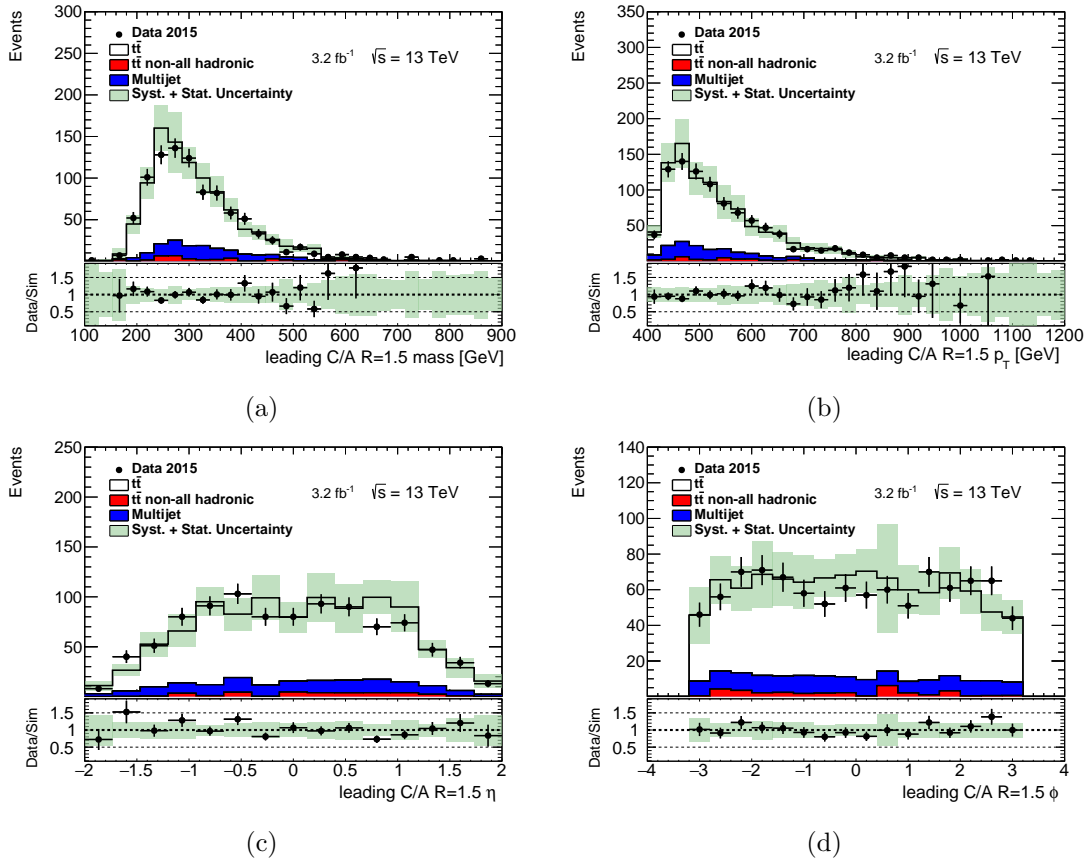 Events
350
300
250
200
150
100
50
Data 2015
tt̄
tt̄ non-all hadronic
Multijet
Syst. + Stat. Uncertainty
3.2 fb⁻¹ √s = 13 TeV
Data/Sim
1.5
1
0.5
100 200 300 400 500 600 700 800 900
leading C/A R=1.5 mass [GeV]
(a)
Events
350
300
250
200
150
100
50
Data 2015
tt̄
tt̄ non-all hadronic
Multijet
Syst. + Stat. Uncertainty
3.2 fb⁻¹ √s = 13 TeV
Data/Sim
1.5
1
0.5
400 500 600 700 800 900 1000 1100 1200
leading C/A R=1.5 p_T [GeV]
(b)
Events
250
200
150
100
50
Data 2015
tt̄
tt̄ non-all hadronic
Multijet
Syst. + Stat. Uncertainty
3.2 fb⁻¹ √s = 13 TeV
Data/Sim
1.5
1
0.5
−2 −1.5 −1 −0.5 0 0.5 1 1.5 2
leading C/A R=1.5 η
(c)
Events
140
120
100
80
60
40
20
Data 2015
tt̄
tt̄ non-all hadronic
Multijet
Syst. + Stat. Uncertainty
3.2 fb⁻¹ √s = 13 TeV
Data/Sim
1.5
1
0.5
−4 −3 −2 −1 0 1 2 3 4
leading C/A R=1.5 ϕ
(d)